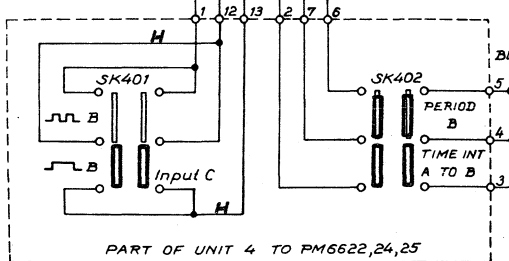 1 12 13 2 7 6
H
SK401
SK402
BL
5
B
PERIOD
B
4
TIME INT
B
Input C
A TO B
3
H
PART OF UNIT 4 TO PM6622,24,25